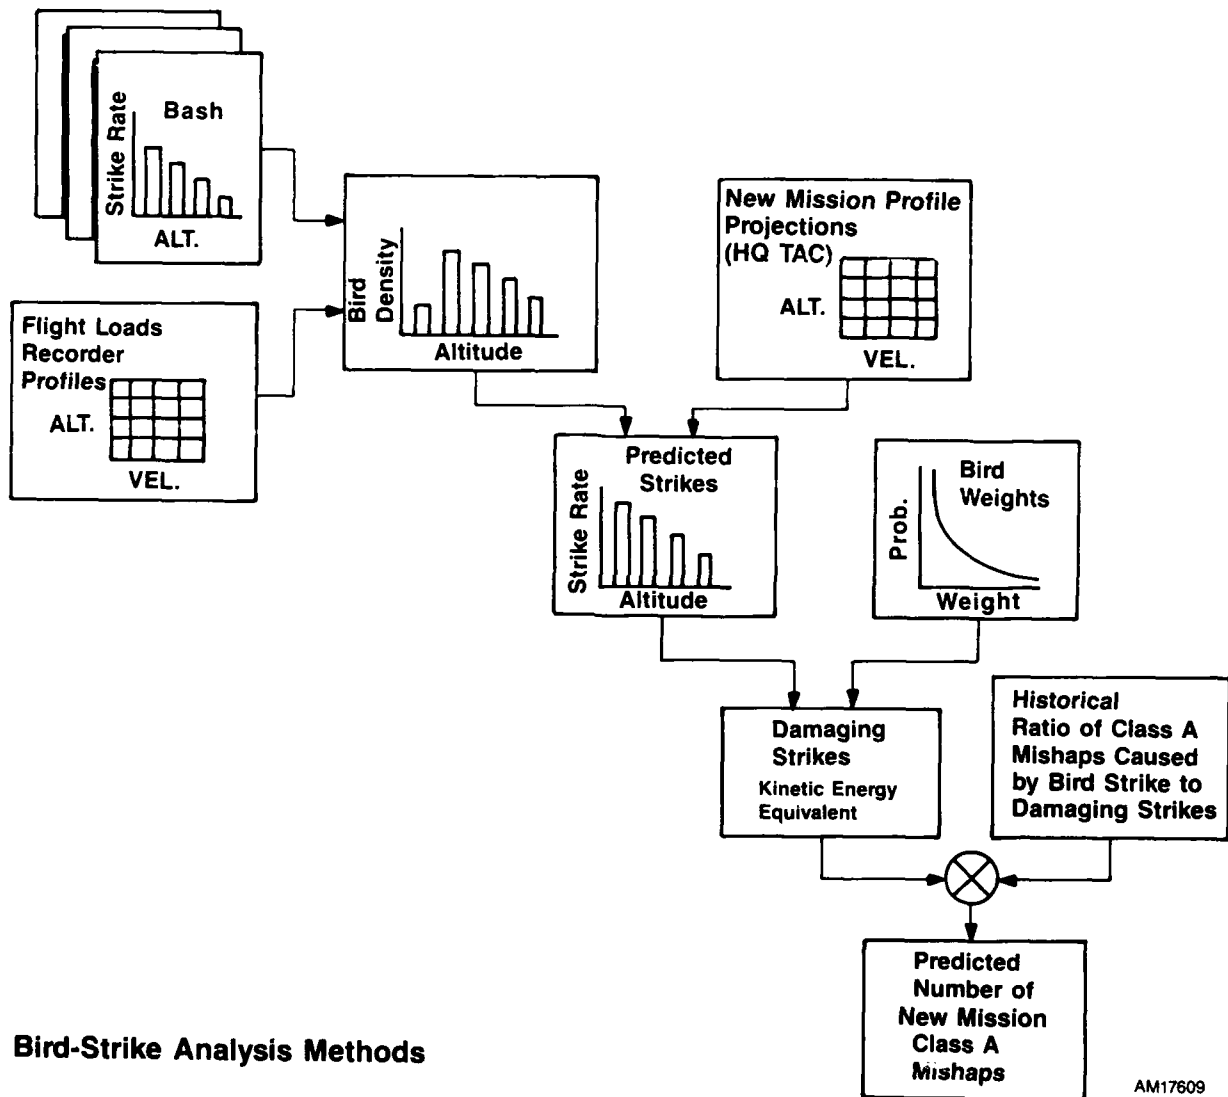 Bash
Strike Rate
ALT.
Flight Loads
Recorder
Profiles
ALT.
VEL.
Bird
Density
Altitude
New Mission Profile
Projections
(HQ TAC)
ALT.
VEL.
Predicted
Strikes
Strike Rate
Altitude
Bird
Weights
Prob.
Weight
Damaging
Strikes
Kinetic Energy
Equivalent
Historical
Ratio of Class A
Mishaps Caused
by Bird Strike to
Damaging Strikes
Predicted
Number of
New Mission
Class A
Mishaps
Bird-Strike Analysis Methods
AM17609